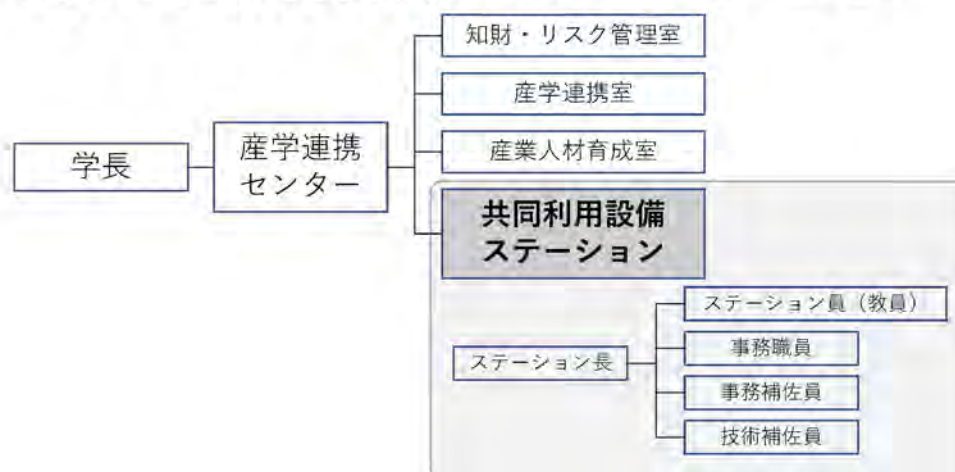 学長
産学連携
センター
知財・リスク管理室
産学連携室
産業人材育成室
共同利用設備
ステーション
ステーション長
ステーション員（教員）
事務職員
事務補佐員
技術補佐員